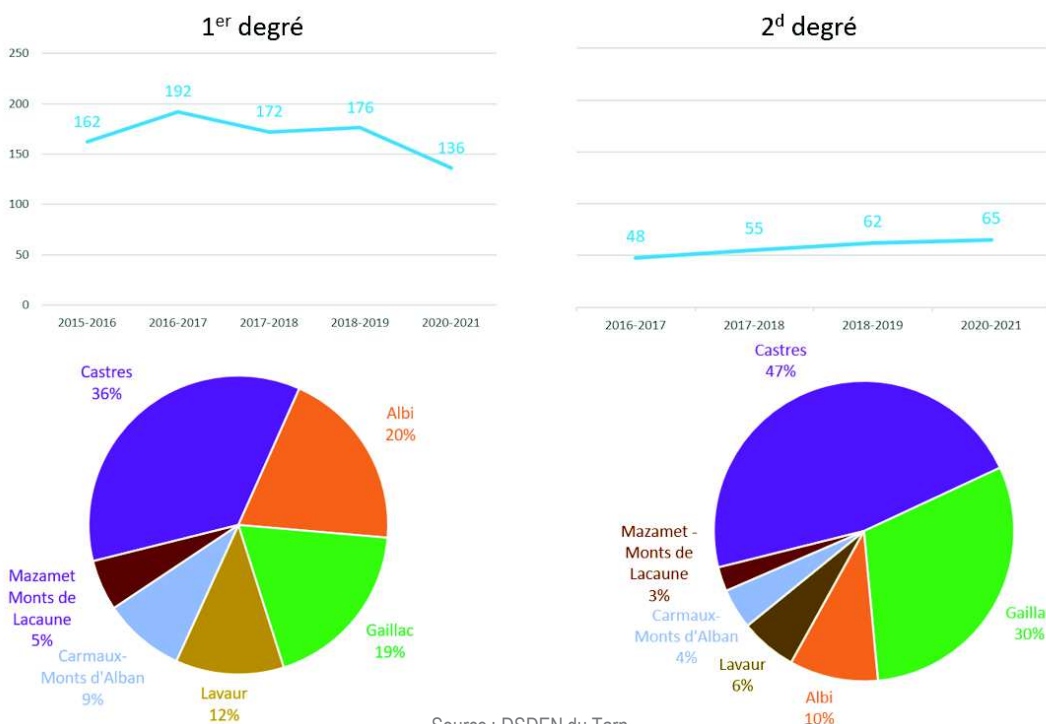 1er degré
250
200
150
100
50
0
162
192
172
176
136
2015-2016
2016-2017
2017-2018
2018-2019
2020-2021
2d degré
48
55
62
65
2016-2017
2017-2018
2018-2019
2020-2021
Castres
36%
Albi
20%
Gaillac
19%
Lavaur
12%
Carmaux-
Monts d'Alban
9%
Mazamet
Monts de
Lacaune
5%
Castres
47%
Gailla
30%
Albi
10%
Lavaur
6%
Carmaux-
Monts d'Alban
4%
Mazamet -
Monts de
Lacaune
3%
Source : DSDEN du Tarn